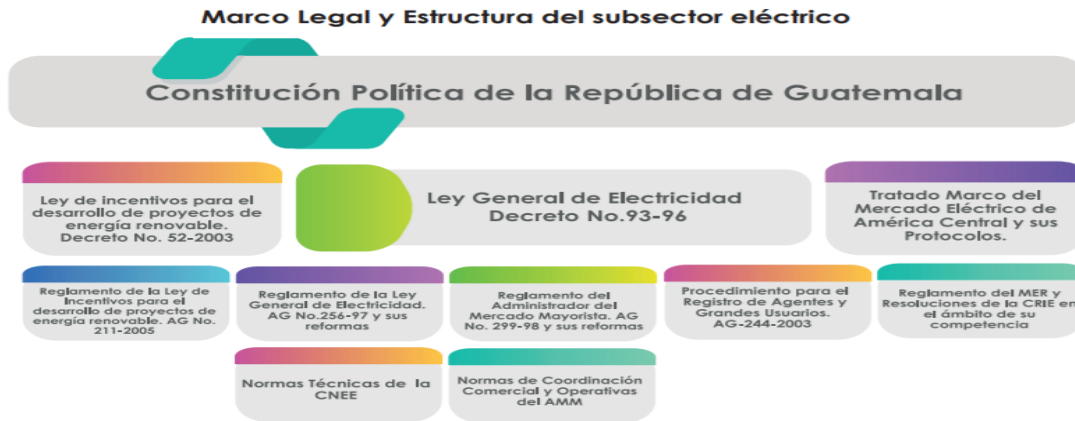 Marco Legal y Estructura del subsector eléctrico
Constitución Política de la República de Guatemala
Ley de incentivos para el
desarrollo de proyectos de
energía renovable.
Decreto No. 52-2003
Ley General de Electricidad
Decreto No.93-96
Tratado Marco del
Mercado Eléctrico de
América Central y sus
Protocolos.
Reglamento de la Ley de
Incentivos para el
desarrollo de proyectos de
energía renovable. AG No.
211-2005
Reglamento de la Ley
General de Electricidad.
AG No.256-97 y sus
reformas
Reglamento del
Administrador del
Mercado Mayorista. AG
No. 299-98 y sus reformas
Procedimiento para el
Registro de Agentes y
Grandes Usuarios.
AG-244-2003
Reglamento del MER y
Resoluciones de la CRIE en
el ámbito de su
competencia
Normas Técnicas de la
CNEE
Normas de Coordinación
Comercial y Operativas
del AMM